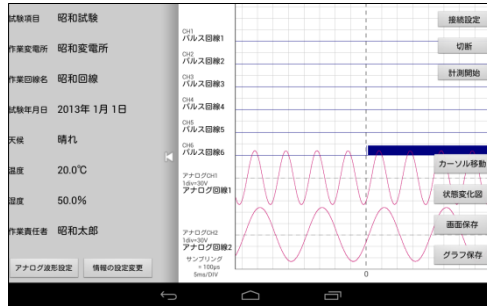 試験項目 昭和試験
作業変電所 昭和変電所
作業回線名 昭和回線
試験年月日 2013年 1月 1日
天候 晴れ
温度 20.0℃
湿度 50.0%
作業責任者 昭和太郎
アナログ波形設定
情報の設定変更
CH1
パルス回線1
CH2
パルス回線2
CH3
パルス回線3
CH4
パルス回線4
CH5
パルス回線5
CH6
パルス回線6
アナログCH1
1div=30V
アナログ回線1
アナログCH2
1div=30V
アナログ回線2
サンプリング
= 100μs
5ms/DIV
0
接続設定
切断
計測開始
カーソル移動
状態変化図
画面保存
グラフ保存